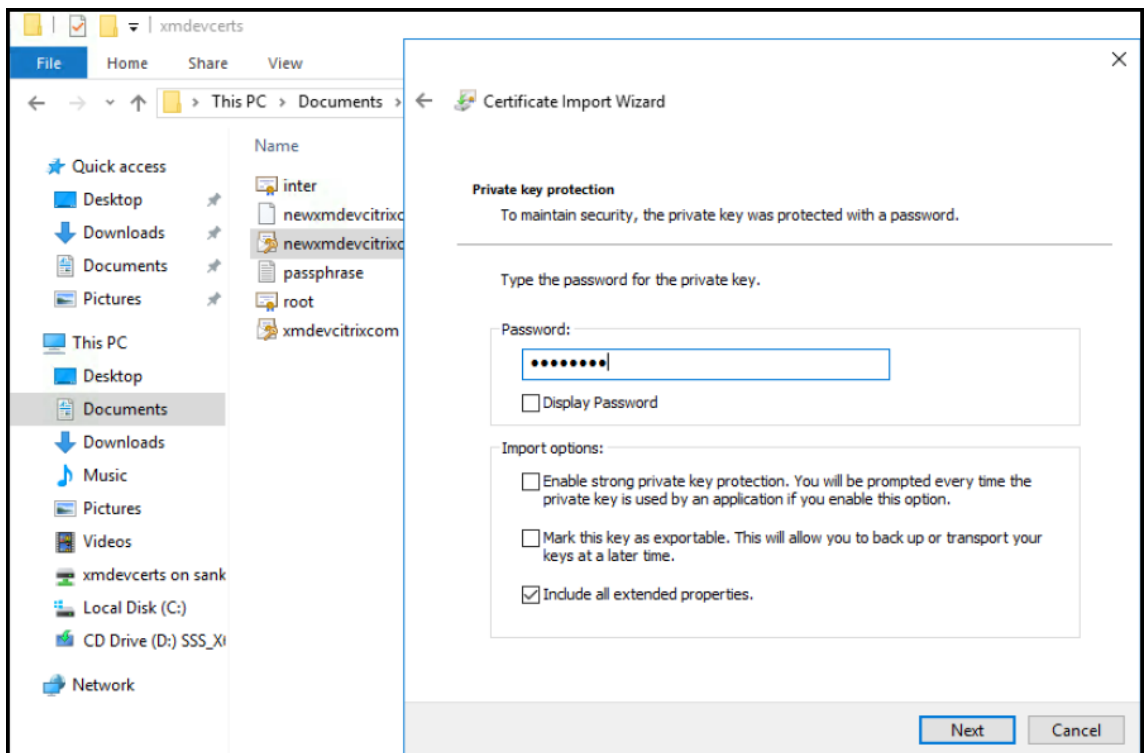 xmdevcerts
File Home Share View
This PC > Documents >
Certificate Import Wizard
Name
Quick access
Desktop
Downloads
Documents
Pictures
This PC
Desktop
Documents
Downloads
Music
Pictures
Videos
xmdevcerts on sank
Local Disk (C:)
CD Drive (D:) SSS_X
Network
inter
newxmdevcitrixc
newxmdevcitrixc
passphrase
root
xmdevcitrixcom
Private key protection
To maintain security, the private key was protected with a password.
Type the password for the private key.
Password:
••••••••
Display Password
Import options:
Enable strong private key protection. You will be prompted every time the
private key is used by an application if you enable this option.
Mark this key as exportable. This will allow you to back up or transport your
keys at a later time.
Include all extended properties.
Next Cancel